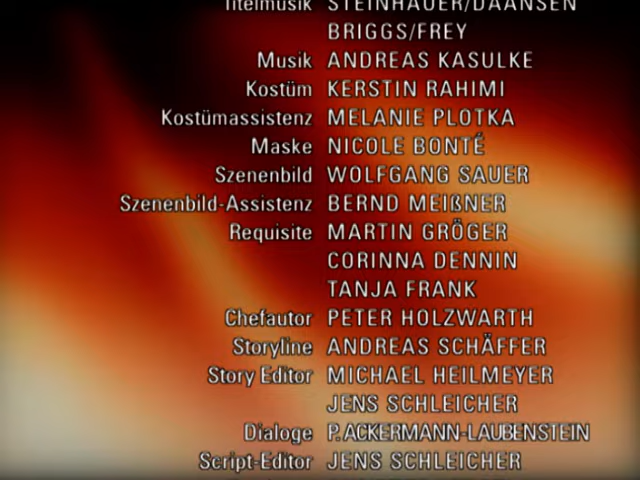 Titelmusik STEINHAUER/DAANSEN
BRIGGS/FREY
Musik ANDREAS KASULKE
Kostüm KERSTIN RAHIMI
Kostümassistenz MELANIE PLOTKA
Maske NICOLE BONTÉ
Szenenbild WOLFGANG SAUER
Szenenbild-Assistenz BERND MEIßNER
Requisite MARTIN GRÖGER
CORINNA DENNIN
TANJA FRANK
Chefautor PETER HOLZWARTH
Storyline ANDREAS SCHÄFFER
Story Editor MICHAEL HEILMEYER
JENS SCHLEICHER
Dialoge P. ACKERMANN-LAUBENSTEIN
Script-Editor JENS SCHLEICHER